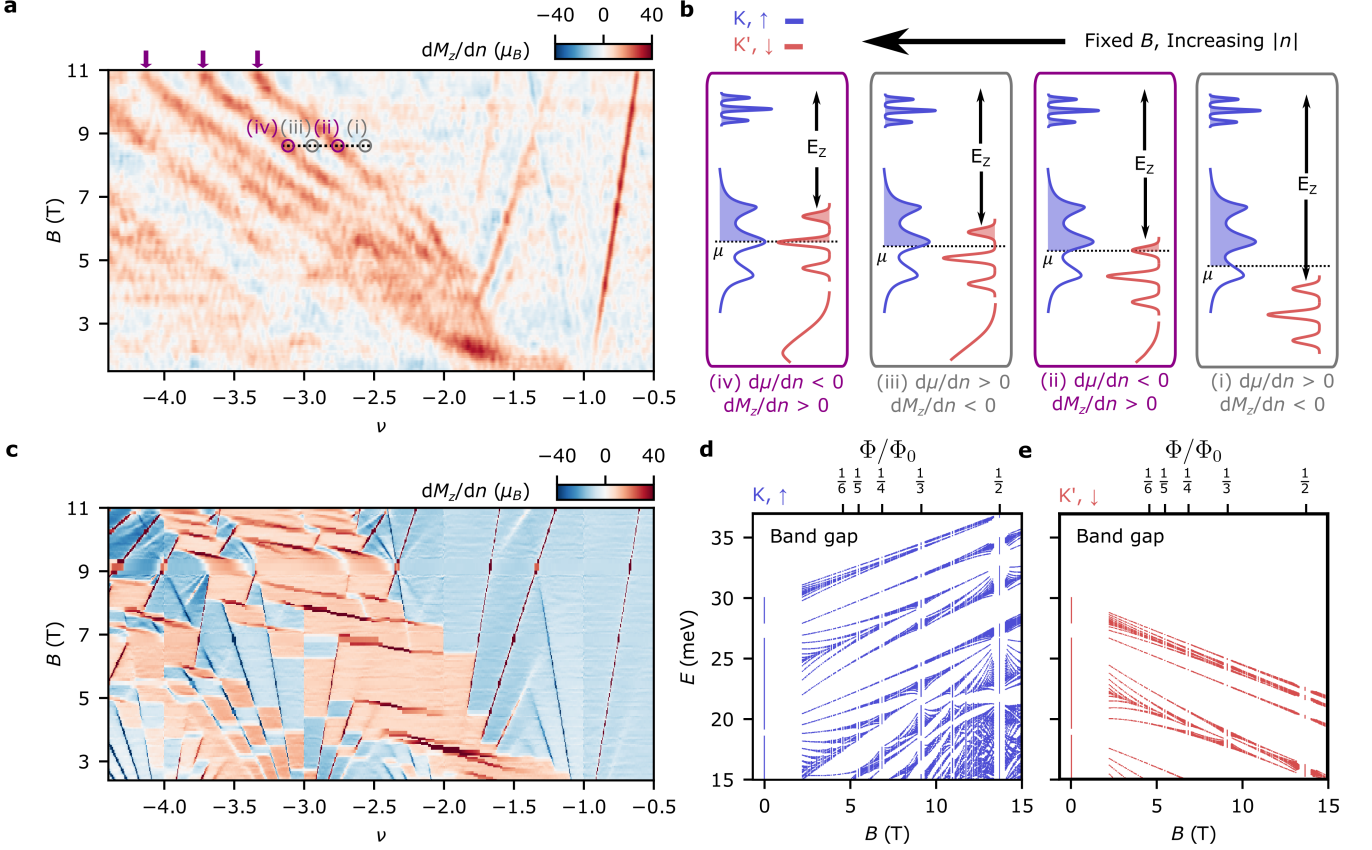 a
−40 0 40
dM_z/dn (μ_B)
11
9
7
5
3
B (T)
(iv) (iii) (ii) (i)
−4.0 −3.5 −3.0 −2.5 −2.0 −1.5 −1.0 −0.5
ν
b
K, ↑
K', ↓
Fixed B, Increasing |n|
E_Z
μ
(iv) dμ/dn < 0
dM_z/dn > 0
E_Z
μ
(iii) dμ/dn > 0
dM_z/dn < 0
E_Z
μ
(ii) dμ/dn < 0
dM_z/dn > 0
E_Z
μ
(i) dμ/dn > 0
dM_z/dn < 0
c
−40 0 40
dM_z/dn (μ_B)
11
9
7
5
3
B (T)
−4.0 −3.5 −3.0 −2.5 −2.0 −1.5 −1.0 −0.5
ν
d
Φ/Φ_0
1/6 1/5 1/4 1/3 1/2
K, ↑
Band gap
35
30
25
20
15
E (meV)
0 5 10 15
B (T)
e
Φ/Φ_0
1/6 1/5 1/4 1/3 1/2
K', ↓
Band gap
0 5 10 15
B (T)